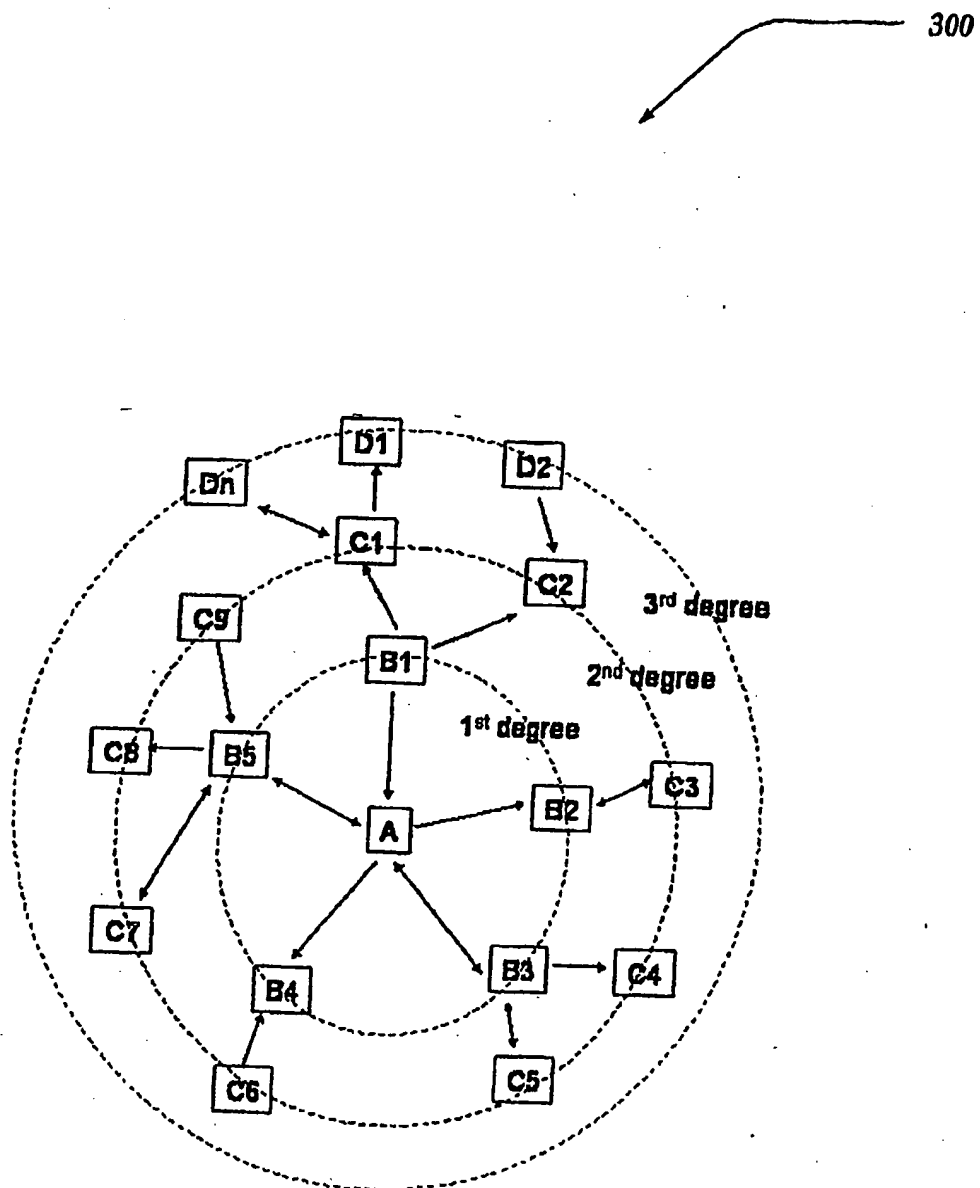 300
D1
D2
Dn
C1
C2
3rd degree
C9
B1
2nd degree
1st degree
C8
B5
C3
B2
A
C7
B3
C4
B4
C5
C6